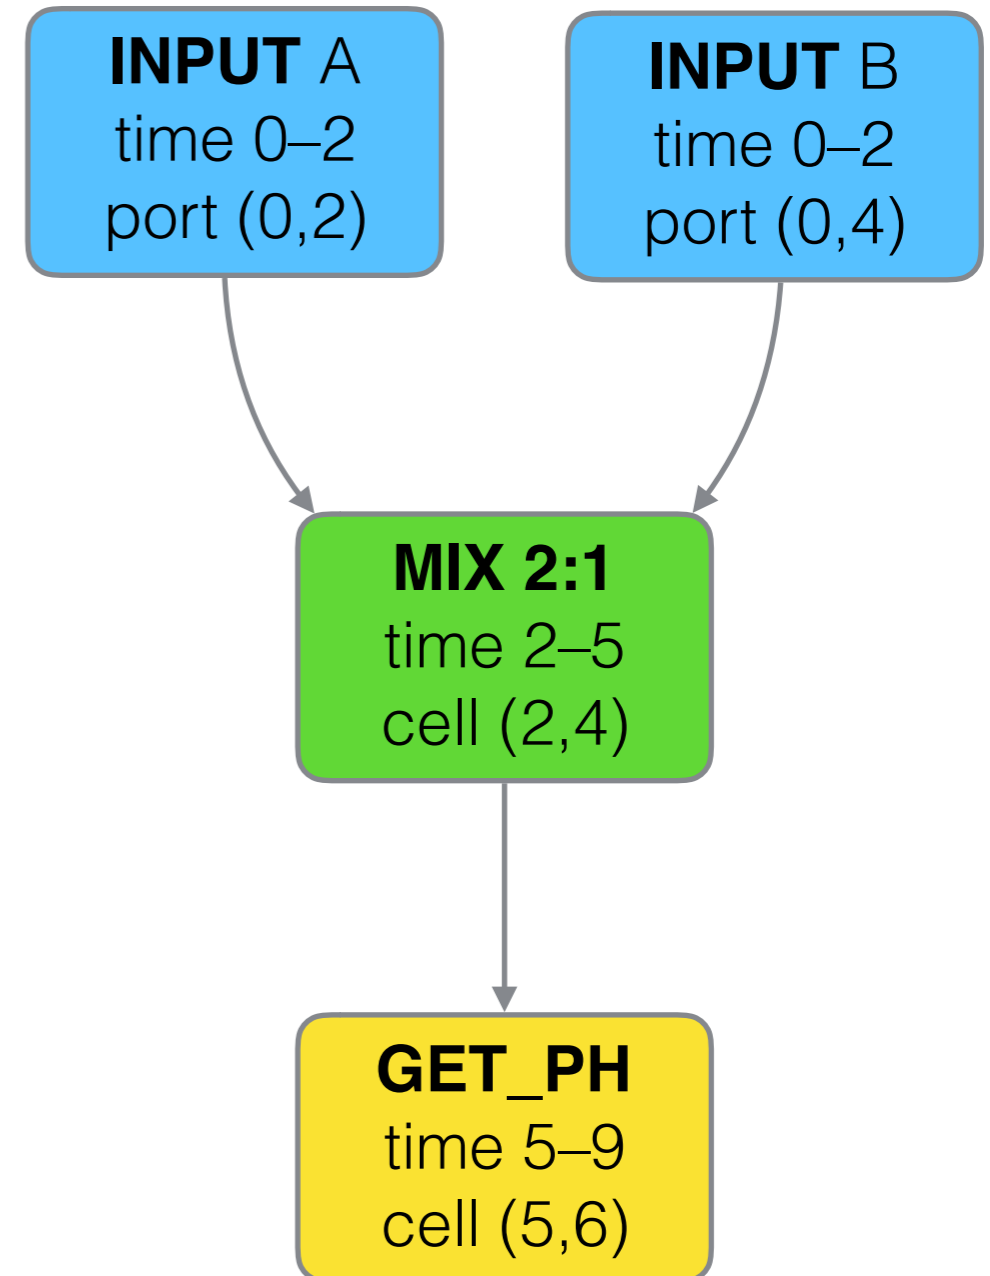 INPUT A
time 0–2
port (0,2)
INPUT B
time 0–2
port (0,4)
MIX 2:1
time 2–5
cell (2,4)
GET_PH
time 5–9
cell (5,6)